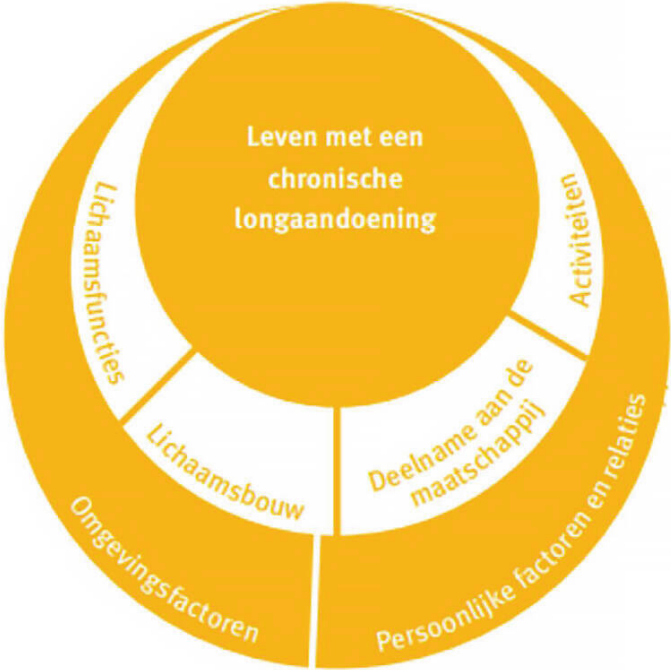 Leven met een
chronische
longaandoening
Lichaamsfuncties
Lichaamsbouw
Deelname aan de
maatschappij
Activiteiten
Omgevingsfactoren
Persoonlijke factoren en relaties